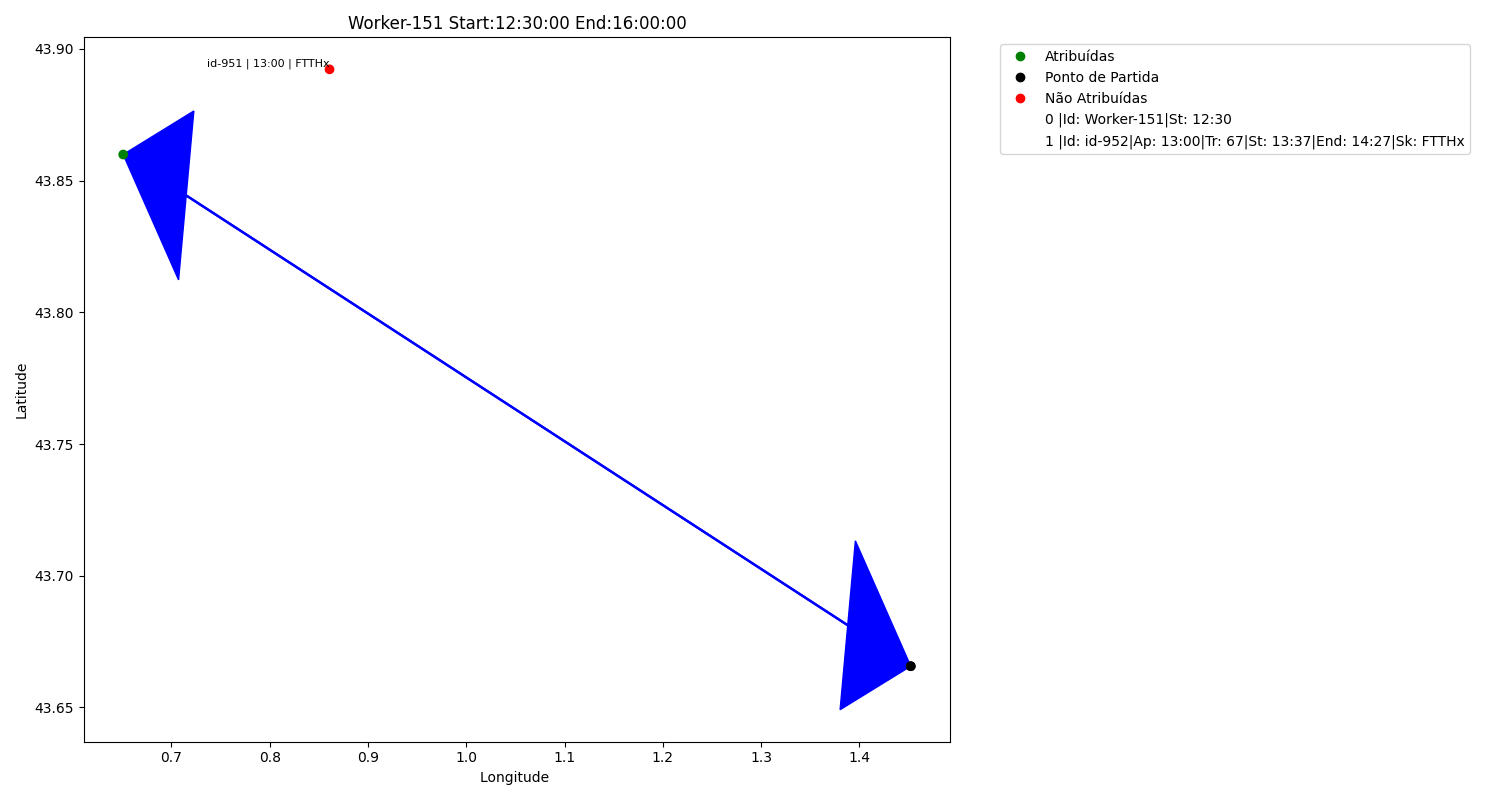 Worker-151 Start:12:30:00 End:16:00:00
43.90
43.85
43.80
43.75
43.70
43.65
Latitude
id-951 | 13:00 | FTTHx
0.7 0.8 0.9 1.0 1.1 1.2 1.3 1.4
Longitude
Atribuídas
Ponto de Partida
Não Atribuídas
0 |Id: Worker-151|St: 12:30
1 |Id: id-952|Ap: 13:00|Tr: 67|St: 13:37|End: 14:27|Sk: FTTHx